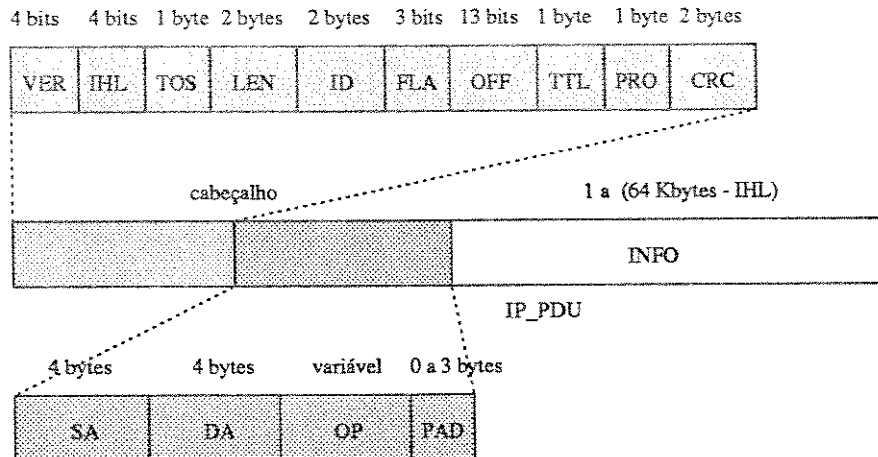 4 bits 4 bits 1 byte 2 bytes 2 bytes 3 bits 13 bits 1 byte 1 byte 2 bytes
VER IHL TOS LEN ID FLA OFF TTL PRO CRC
cabeçalho 1 a (64 Kbytes - IHL)
INFO
IP_PDU
4 bytes 4 bytes variável 0 a 3 bytes
SA DA OP PAD